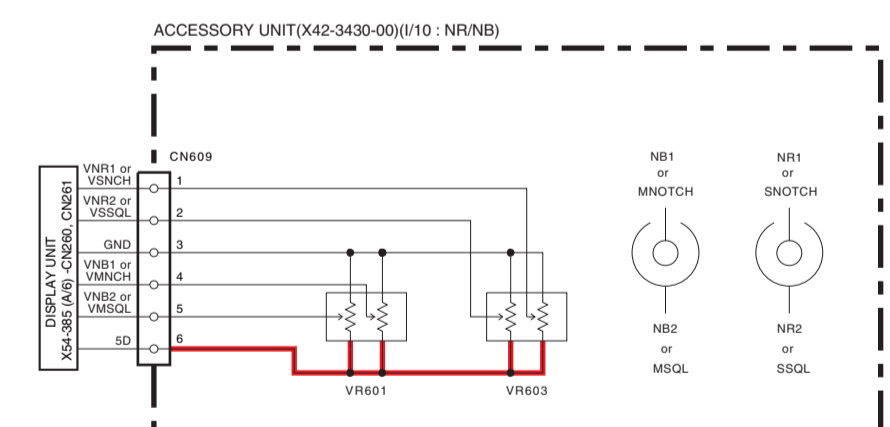 ACCESSORY UNIT(X42-3430-00)(I/10 : NR/NB)
DISPLAY UNIT
X54-385 (A/6) -CN260, CN261
CN609
VNR1 or
VSNCH
1
VNR2 or
VSSQL
2
GND
3
VNB1 or
VMNCH
4
VNB2 or
VMSQL
5
5D
6
VR601
VR603
NB1
or
MNOTCH
NB2
or
MSQL
NR1
or
SNOTCH
NR2
or
SSQL